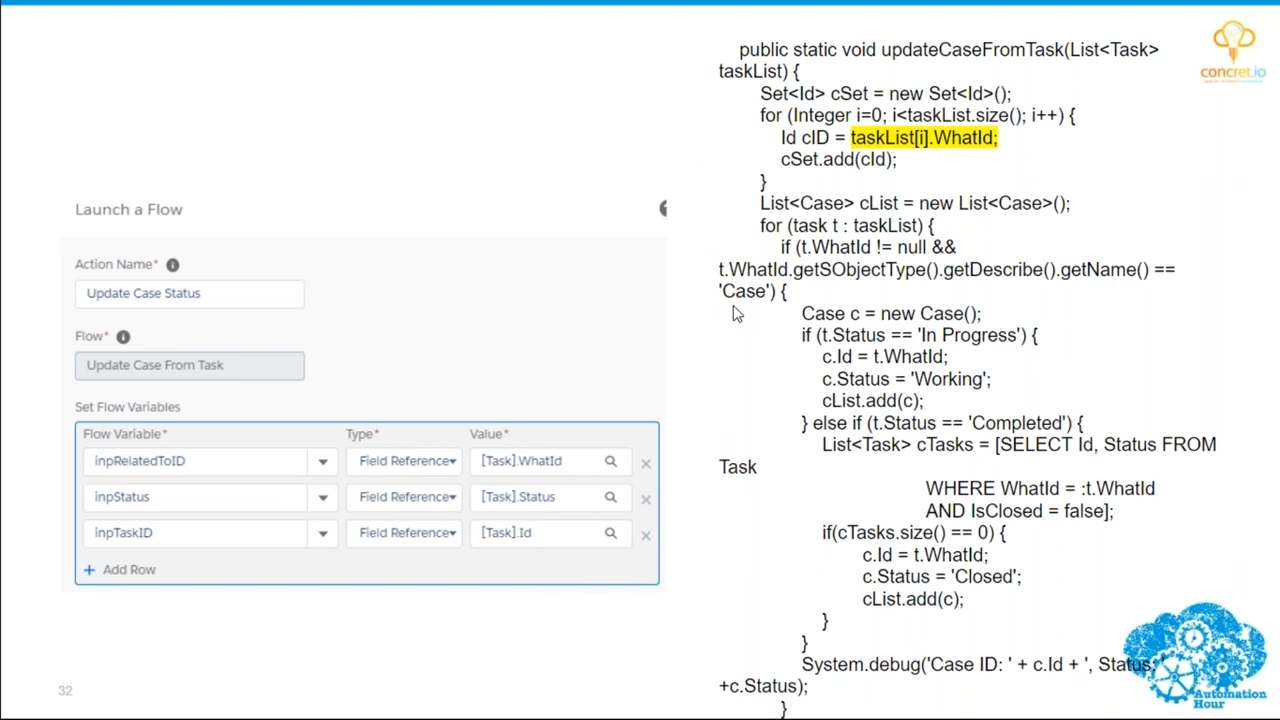 Launch a Flow
Action Name*
Update Case Status
Flow*
Update Case From Task
Set Flow Variables
Flow Variable* Type* Value*
inpRelatedToID Field Reference [Task].WhatId
inpStatus Field Reference [Task].Status
inpTaskID Field Reference [Task].Id
+ Add Row
32
public static void updateCaseFromTask(List<Task>
taskList) {
Set<Id> cSet = new Set<Id>();
for (Integer i=0; i<taskList.size(); i++) {
Id cID = taskList[i].WhatId;
cSet.add(cId);
}
List<Case> cList = new List<Case>();
for (task t : taskList) {
if (t.WhatId != null &&
t.WhatId.getSObjectType().getDescribe().getName() ==
'Case') {
Case c = new Case();
if (t.Status == 'In Progress') {
c.Id = t.WhatId;
c.Status = 'Working';
cList.add(c);
} else if (t.Status == 'Completed') {
List<Task> cTasks = [SELECT Id, Status FROM
Task
WHERE WhatId = :t.WhatId
AND IsClosed = false];
if(cTasks.size() == 0) {
c.Id = t.WhatId;
c.Status = 'Closed';
cList.add(c);
}
}
System.debug('Case ID: ' + c.Id + ', Status: '
+c.Status);
}
concret.io
Automation
Hour